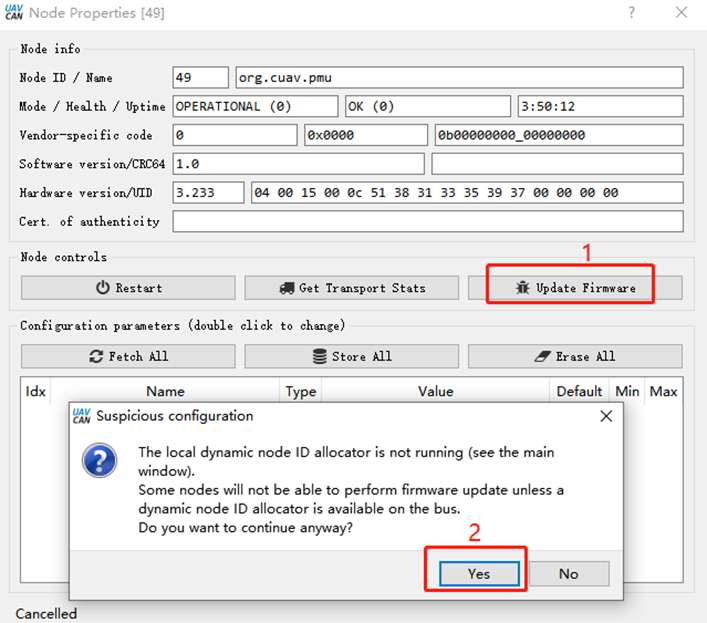 UAV CAN Node Properties [49] ? ×
Node info
Node ID / Name 49 org.cuav.pmu
Mode / Health / Uptime OPERATIONAL (0) OK (0) 3:50:12
Vendor-specific code 0 0x0000 0b00000000_00000000
Software version/CRC64 1.0
Hardware version/UID 3.233 04 00 15 00 0c 51 38 31 33 35 39 37 00 00 00 00
Cert. of authenticity
1
Node controls
Restart Get Transport Stats Update Firmware
Configuration parameters (double click to change)
Fetch All Store All Erase All
Idx Name Type Value Default Min Max
UAV CAN Suspicious configuration ×
The local dynamic node ID allocator is not running (see the main
window).
Some nodes will not be able to perform firmware update unless a
dynamic node ID allocator is available on the bus.
Do you want to continue anyway?
2
Yes No
Cancelled